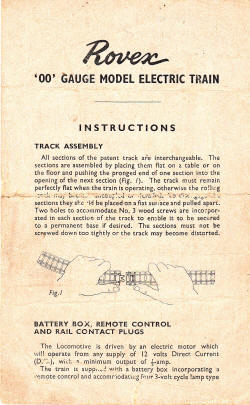 Rovex
'OO' GAUGE MODEL ELECTRIC TRAIN
INSTRUCTIONS
TRACK ASSEMBLY
All sections of the patent track are interchangeable. The
sections are assembled by placing them flat on a table or on
the floor and pushing the pronged end of one section into the
opening of the next section (Fig. 1). The track must remain
perfectly flat when the train is operating, otherwise the rolling
sections they should be placed on a flat surface and pulled apart.
Two holes to accommodate No. 3 wood screws are incorpor-
ated in each section of the track to enable it to be secured
to a permanent base if desired. The sections must not be
screwed down too tightly or the track may become distorted.
Fig.1
BATTERY BOX, REMOTE CONTROL
AND RAIL CONTACT PLUGS
The Locomotive is driven by an electric motor which
will operate from any supply of 12 volts Direct Current
(D.C.), with a minimum output of ½-amp.
The train is supplied with a battery box incorporating a
remote control and accommodating four 3-volt cycle lamp type